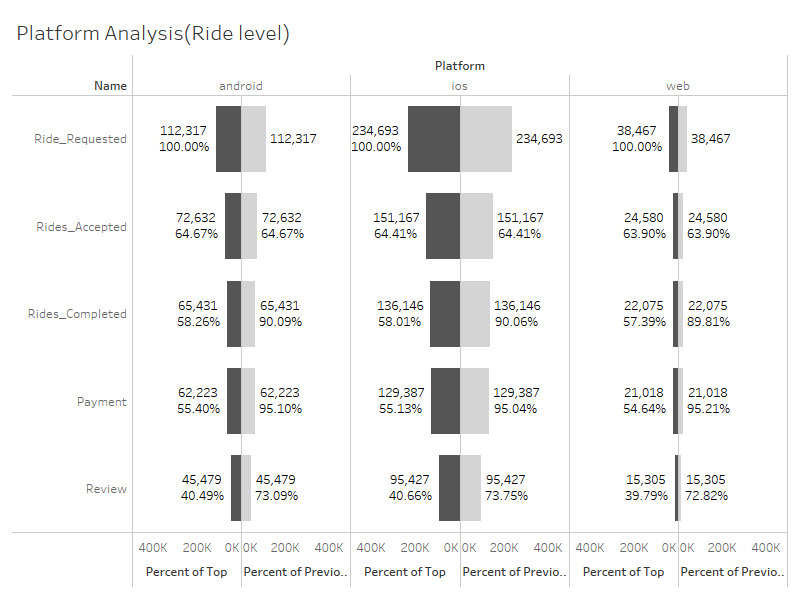 Platform Analysis(Ride level)
Platform
Name android ios web
Ride_Requested 112,317 100.00% 112,317 234,693 100.00% 234,693 38,467 100.00% 38,467
Rides_Accepted 72,632 64.67% 72,632 64.67% 151,167 64.41% 151,167 64.41% 24,580 63.90% 24,580 63.90%
Rides_Completed 65,431 58.26% 65,431 90.09% 136,146 58.01% 136,146 90.06% 22,075 57.39% 22,075 89.81%
Payment 62,223 55.40% 62,223 95.10% 129,387 55.13% 129,387 95.04% 21,018 54.64% 21,018 95.21%
Review 45,479 40.49% 45,479 73.09% 95,427 40.66% 95,427 73.75% 15,305 39.79% 15,305 72.82%
400K 200K 0K 0K 200K 400K 400K 200K 0K 0K 200K 400K 400K 200K 0K 0K 200K 400K
Percent of Top Percent of Previo.. Percent of Top Percent of Previo.. Percent of Top Percent of Previo..